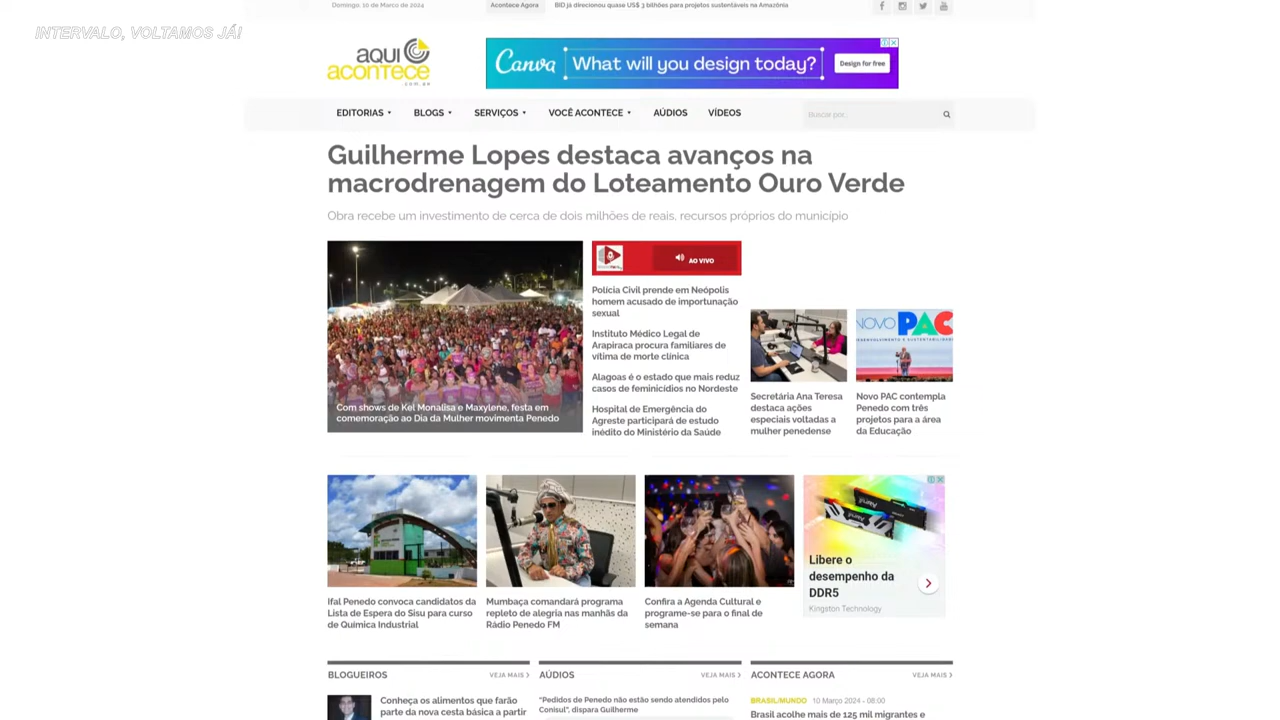 Domingo, 10 de Março de 2024
Acontece Agora
BID já direcionou quase US$ 3 bilhões para projetos sustentáveis na Amazônia
INTERVALO, VOLTAMOS JÁ!
aqui
acontece
.com.br
Canva
What will you design today?
Design for free
EDITORIAS
BLOGS
SERVIÇOS
VOCÊ ACONTECE
AÚDIOS
VÍDEOS
Buscar por...
Guilherme Lopes destaca avanços na
macrodrenagem do Loteamento Ouro Verde
Obra recebe um investimento de cerca de dois milhões de reais, recursos próprios do município
Com shows de Kel Monalisa e Maxylene, festa em
comemoração ao Dia da Mulher movimenta Penedo
AO VIVO
Polícia Civil prende em Neópolis
homem acusado de importunação
sexual
Instituto Médico Legal de
Arapiraca procura familiares de
vítima de morte clínica
Alagoas é o estado que mais reduz
casos de feminicídios no Nordeste
Hospital de Emergência do
Agreste participará de estudo
inédito do Ministério da Saúde
Secretária Ana Teresa
destaca ações
especiais voltadas a
mulher penedense
NOVO PAC
Novo PAC contempla
Penedo com três
projetos para a área
da Educação
Ifal Penedo convoca candidatos da
Lista de Espera do Sisu para curso
de Química Industrial
Mumbaça comandará programa
repleto de alegria nas manhãs da
Rádio Penedo FM
Confira a Agenda Cultural e
programe-se para o final de
semana
Libere o
desempenho da
DDR5
Kingston Technology
BLOGUEIROS
VEJA MAIS
AÚDIOS
VEJA MAIS
ACONTECE AGORA
VEJA MAIS
Conheça os alimentos que farão
parte da nova cesta básica a partir
"Pedidos de Penedo não estão sendo atendidos pelo
Conisul", dispara Guilherme
BRASIL/MUNDO 10 Março 2024 - 08:00
Brasil acolhe mais de 125 mil migrantes e